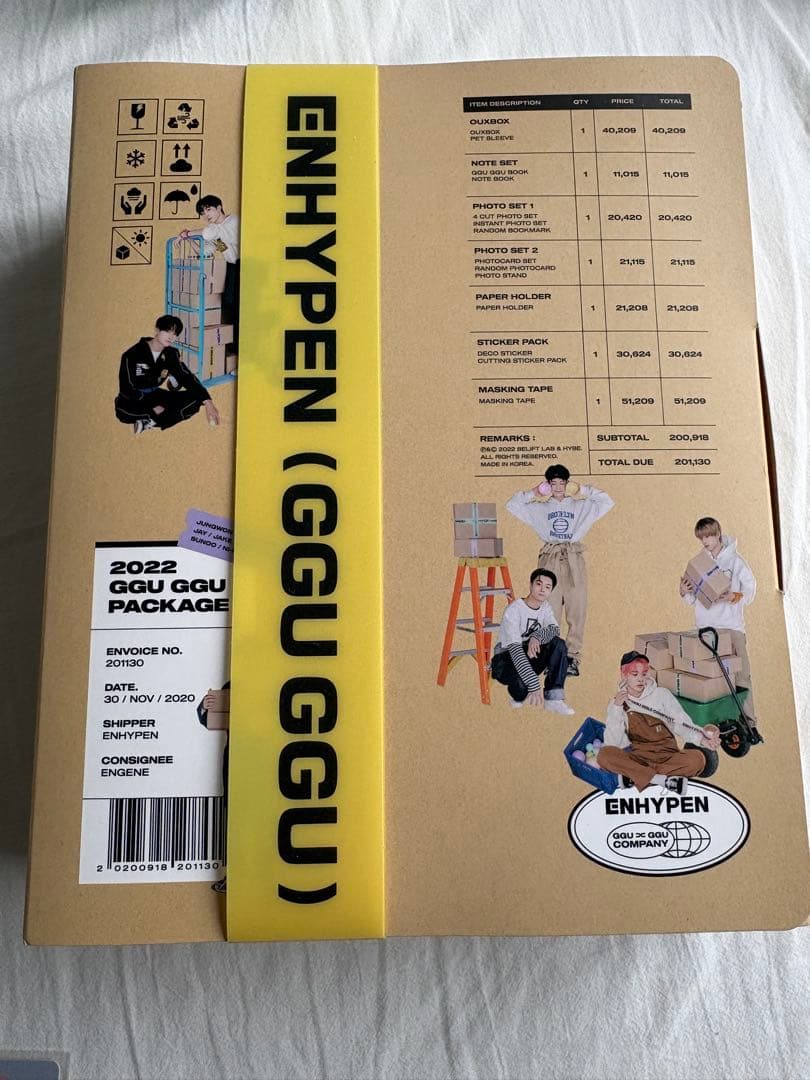 ENHYPEN (GGU GGU)
ITEM DESCRIPTION QTY PRICE TOTAL
OUXBOX
OUXBOX
PET SLEEVE
1 40,209 40,209
NOTE SET
GGU GGU BOOK
NOTE BOOK
1 11,015 11,015
PHOTO SET 1
4 CUT PHOTO SET
INSTANT PHOTO SET
RANDOM BOOKMARK
1 20,420 20,420
PHOTO SET 2
PHOTOCARD SET
RANDOM PHOTOCARD
PHOTO STAND
1 21,115 21,115
PAPER HOLDER
PAPER HOLDER
1 21,208 21,208
STICKER PACK
DECO STICKER
CUTTING STICKER PACK
1 30,624 30,624
MASKING TAPE
MASKING TAPE
1 51,209 51,209
REMARKS :
℗&© 2022 BELIFT LAB & HYBE.
ALL RIGHTS RESERVED.
MADE IN KOREA.
SUBTOTAL 200,918
TOTAL DUE 201,130
JUNGWON
JAY / JAKE
SUNOO / NI-
2022
GGU GGU
PACKAGE
ENVOICE NO.
201130
DATE.
30 / NOV / 2020
SHIPPER
ENHYPEN
CONSIGNEE
ENGENE
2 0200918 201130
ENHYPEN
GGU GGU
COMPANY